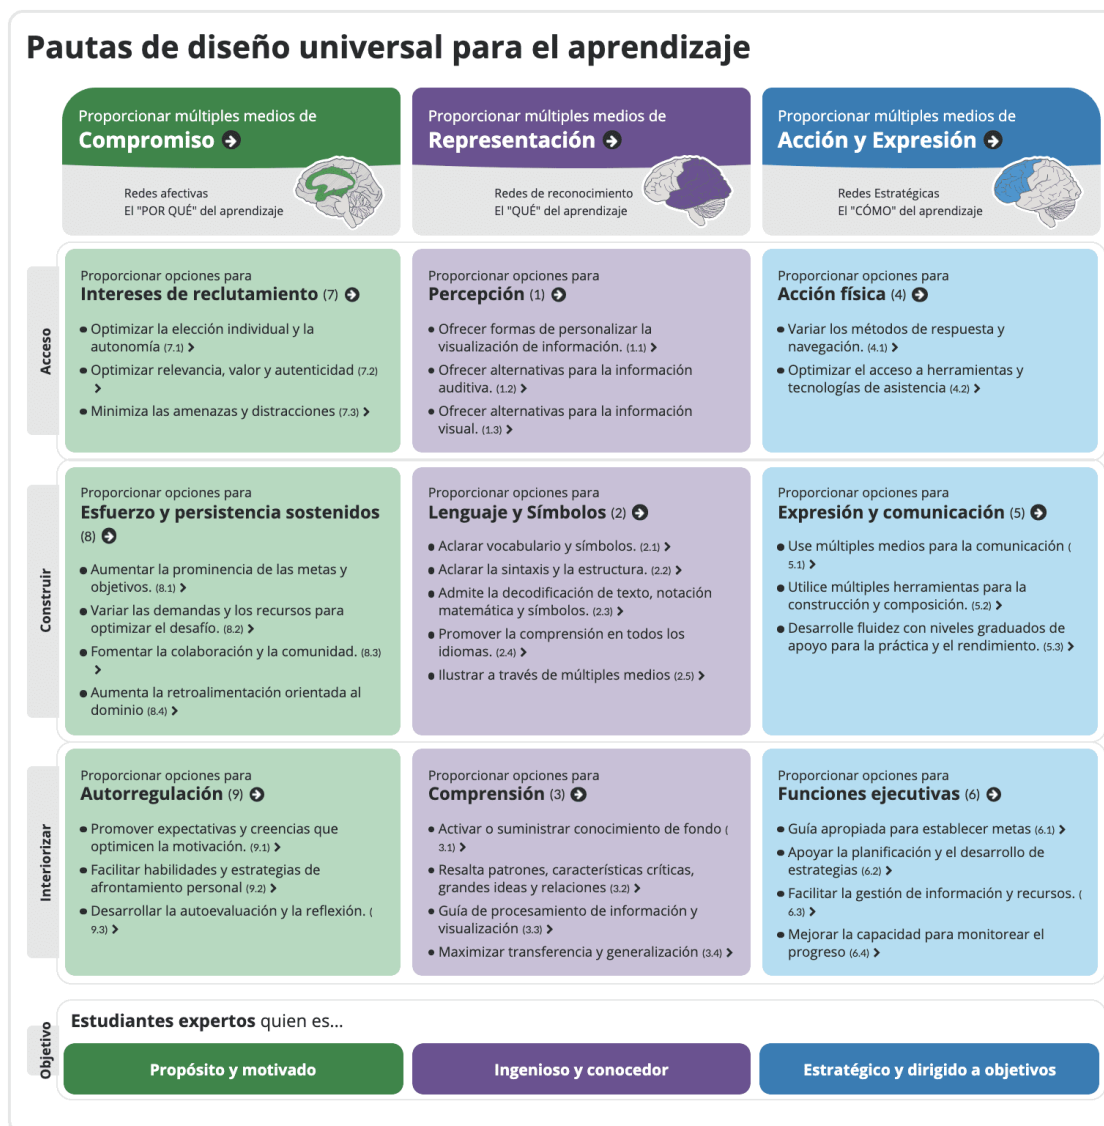 Pautas de diseño universal para el aprendizaje
Proporcionar múltiples medios de
Compromiso
Redes afectivas
El "POR QUÉ" del aprendizaje
Proporcionar múltiples medios de
Representación
Redes de reconocimiento
El "QUÉ" del aprendizaje
Proporcionar múltiples medios de
Acción y Expresión
Redes Estratégicas
El "CÓMO" del aprendizaje
Acceso
Proporcionar opciones para
Intereses de reclutamiento (7)
● Optimizar la elección individual y la
autonomía (7.1)
● Optimizar relevancia, valor y autenticidad (7.2)
● Minimiza las amenazas y distracciones (7.3)
Proporcionar opciones para
Percepción (1)
● Ofrecer formas de personalizar la
visualización de información. (1.1)
● Ofrecer alternativas para la información
auditiva. (1.2)
● Ofrecer alternativas para la información
visual. (1.3)
Proporcionar opciones para
Acción física (4)
● Variar los métodos de respuesta y
navegación. (4.1)
● Optimizar el acceso a herramientas y
tecnologías de asistencia (4.2)
Construir
Proporcionar opciones para
Esfuerzo y persistencia sostenidos
(8)
● Aumentar la prominencia de las metas y
objetivos. (8.1)
● Variar las demandas y los recursos para
optimizar el desafío. (8.2)
● Fomentar la colaboración y la comunidad. (8.3)
● Aumenta la retroalimentación orientada al
dominio (8.4)
Proporcionar opciones para
Lenguaje y Símbolos (2)
● Aclarar vocabulario y símbolos. (2.1)
● Aclarar la sintaxis y la estructura. (2.2)
● Admite la decodificación de texto, notación
matemática y símbolos. (2.3)
● Promover la comprensión en todos los
idiomas. (2.4)
● Ilustrar a través de múltiples medios (2.5)
Proporcionar opciones para
Expresión y comunicación (5)
● Use múltiples medios para la comunicación (
5.1)
● Utilice múltiples herramientas para la
construcción y composición. (5.2)
● Desarrolle fluidez con niveles graduados de
apoyo para la práctica y el rendimiento. (5.3)
Interiorizar
Proporcionar opciones para
Autorregulación (9)
● Promover expectativas y creencias que
optimicen la motivación. (9.1)
● Facilitar habilidades y estrategias de
afrontamiento personal (9.2)
● Desarrollar la autoevaluación y la reflexión. (
9.3)
Proporcionar opciones para
Comprensión (3)
● Activar o suministrar conocimiento de fondo (
3.1)
● Resalta patrones, características críticas,
grandes ideas y relaciones (3.2)
● Guía de procesamiento de información y
visualización (3.3)
● Maximizar transferencia y generalización (3.4)
Proporcionar opciones para
Funciones ejecutivas (6)
● Guía apropiada para establecer metas (6.1)
● Apoyar la planificación y el desarrollo de
estrategias (6.2)
● Facilitar la gestión de información y recursos. (
6.3)
● Mejorar la capacidad para monitorear el
progreso (6.4)
Objetivo
Estudiantes expertos quien es...
Propósito y motivado
Ingenioso y conocedor
Estratégico y dirigido a objetivos